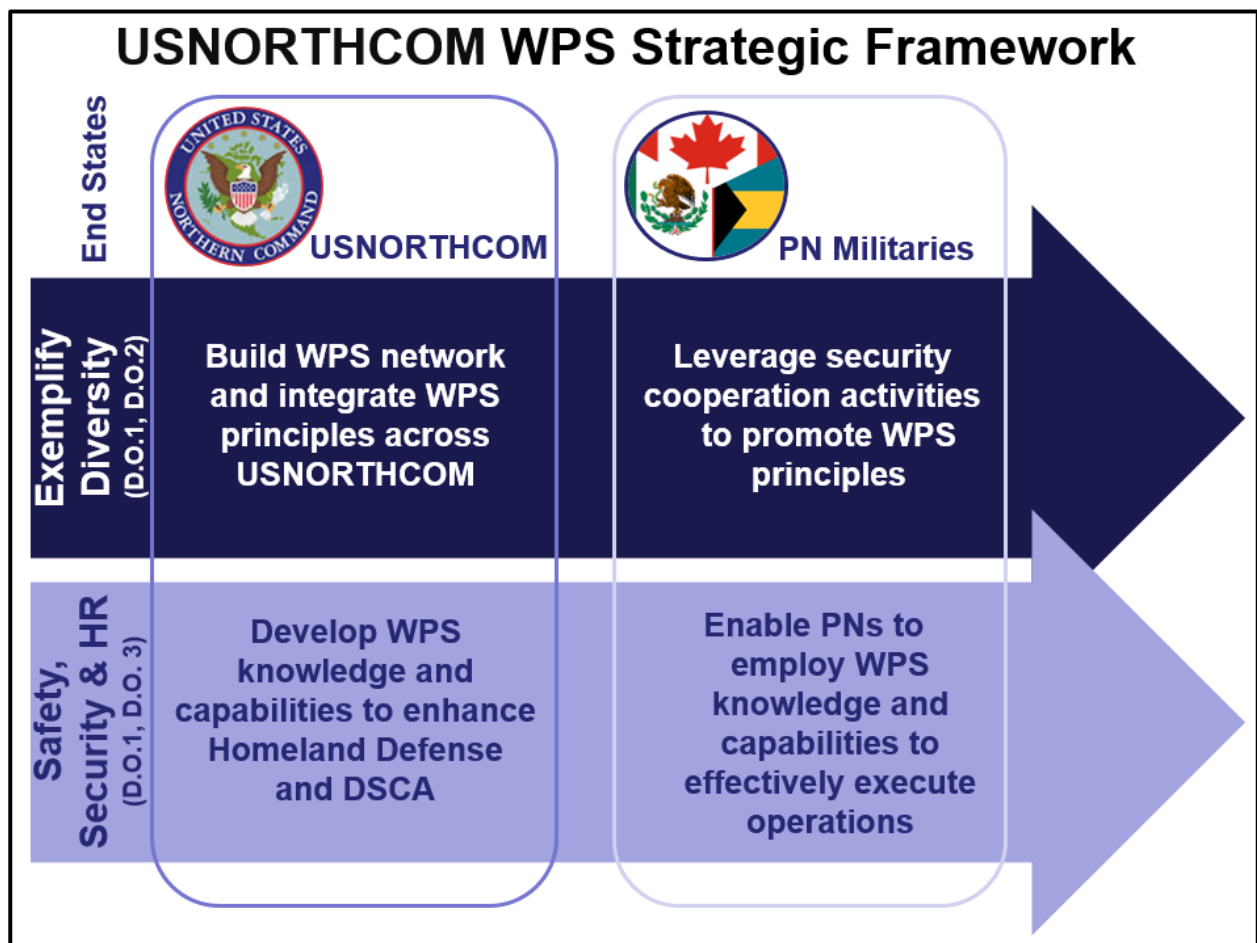 USNORTHCOM WPS Strategic Framework
End States
UNITED STATES
NORTHERN COMMAND
USNORTHCOM
PN Militaries
Exemplify
Diversity
(D.O.1, D.O.2)
Build WPS network
and integrate WPS
principles across
USNORTHCOM
Leverage security
cooperation activities
to promote WPS
principles
Safety,
Security & HR
(D.O.1, D.O. 3)
Develop WPS
knowledge and
capabilities to enhance
Homeland Defense
and DSCA
Enable PNs to
employ WPS
knowledge and
capabilities to
effectively execute
operations